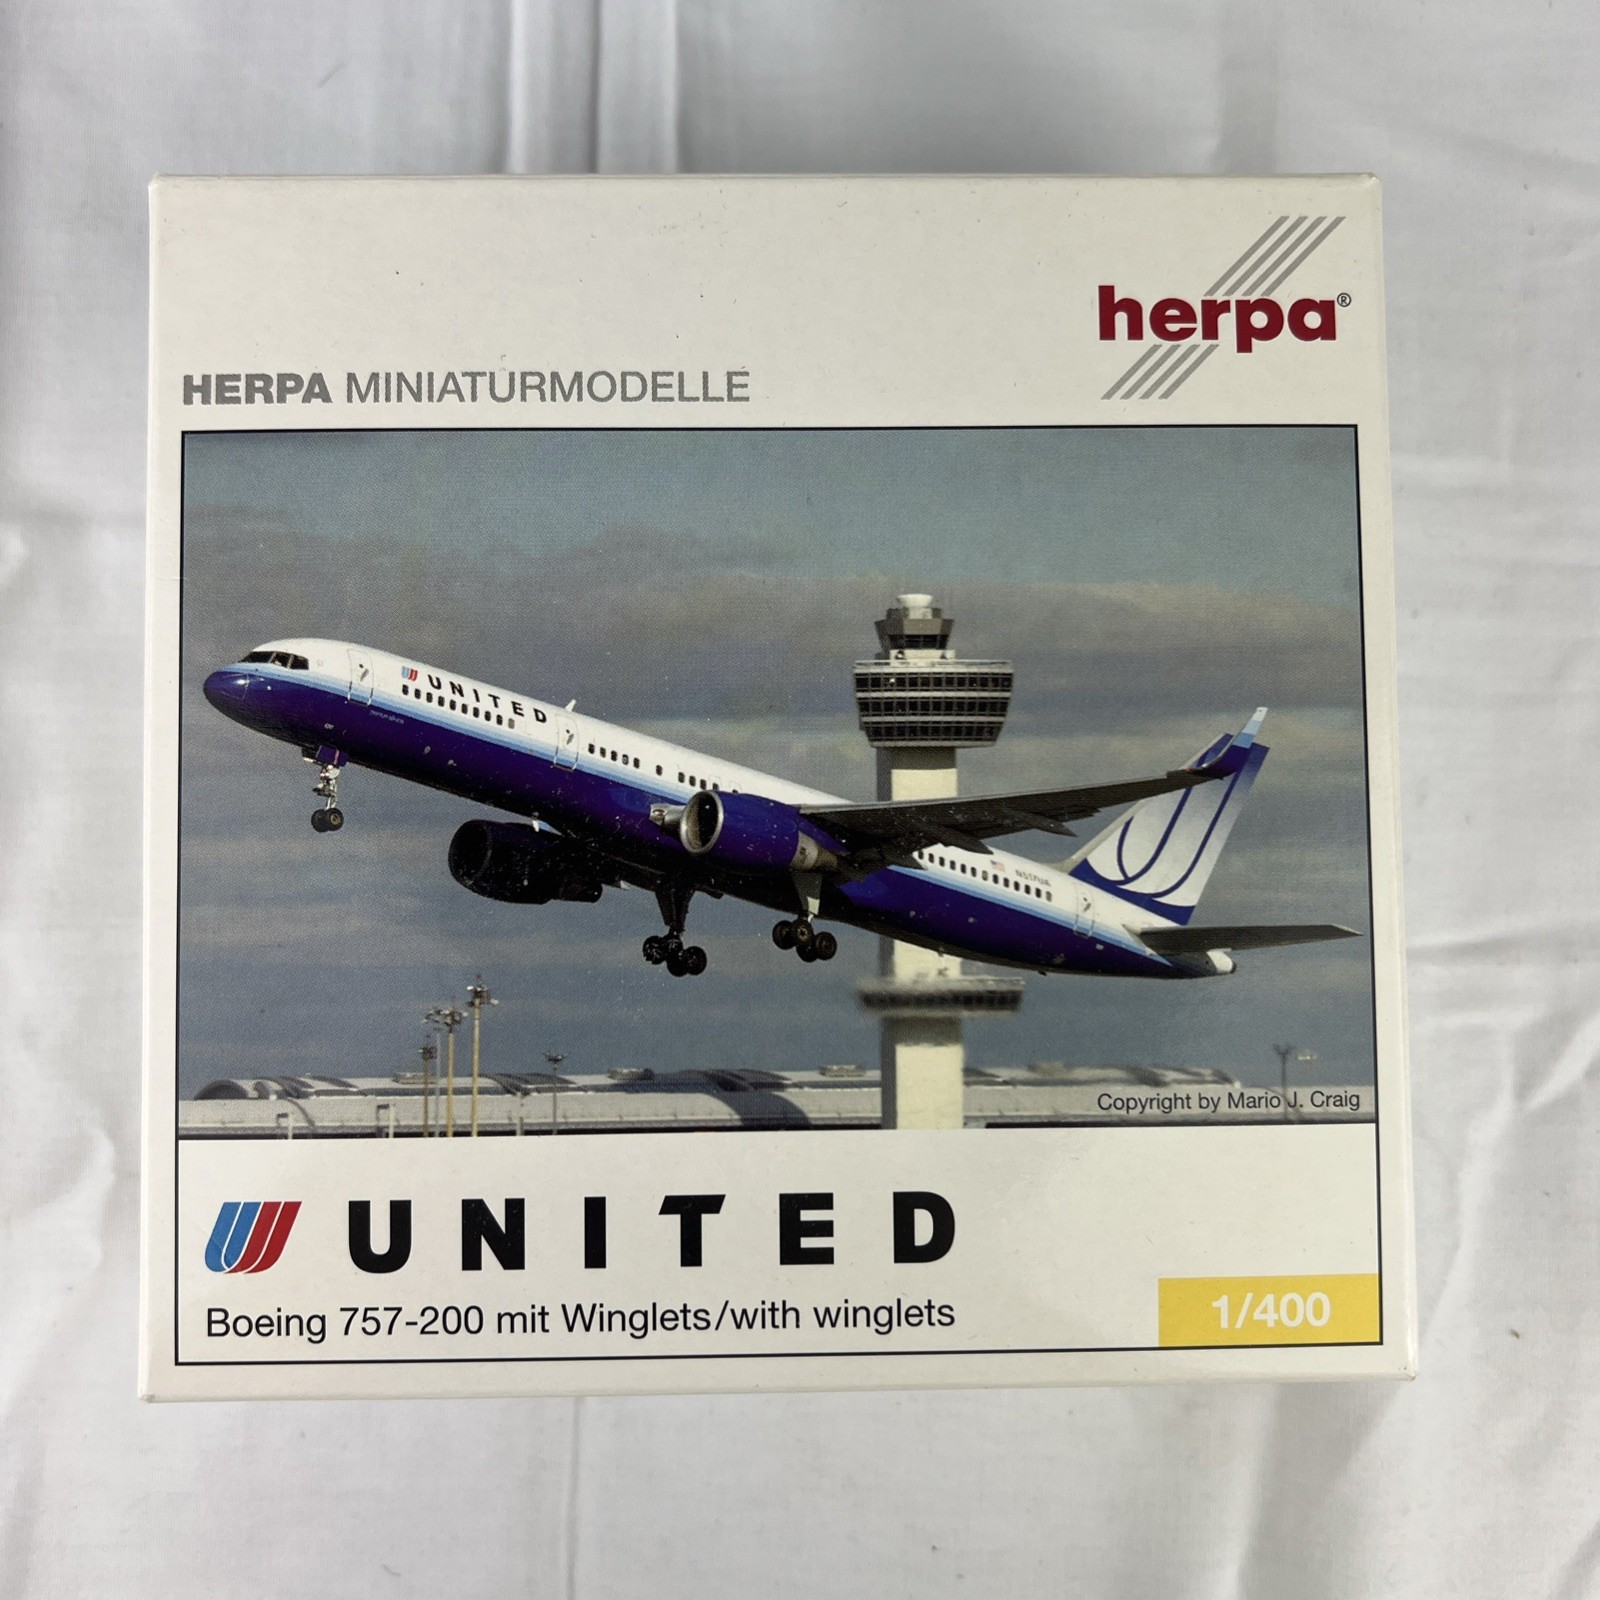 herpa®
HERPA MINIATURMODELLE
UNITED
Copyright by Mario J. Craig
UNITED
Boeing 757-200 mit Winglets/with winglets
1/400